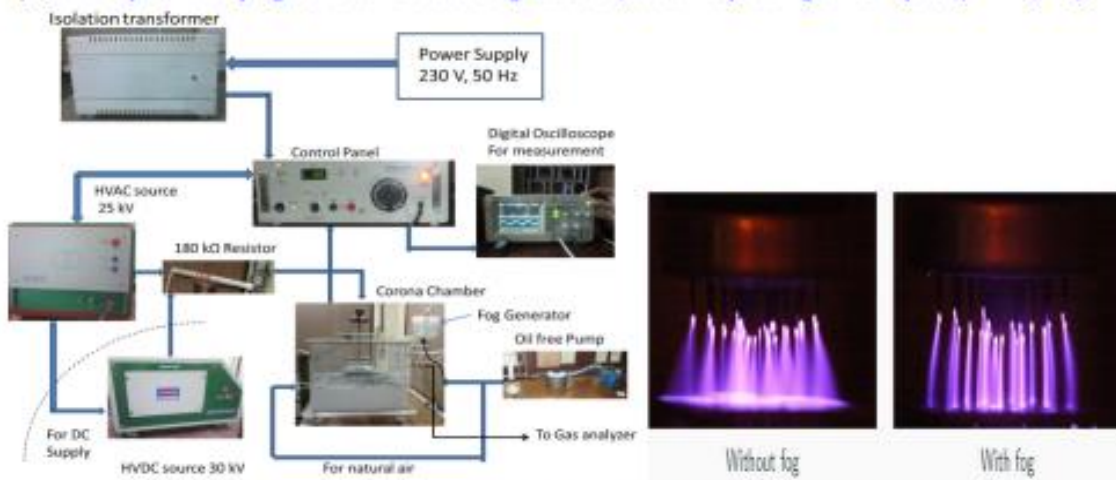 Isolation transformer
Power Supply
230 V, 50 Hz
Digital Oscilloscope
For measurement
Control Panel
HVAC source
25 kV
180 kΩ Resistor
Corona Chamber
Fog Generator
Oil free Pump
For DC
Supply
To Gas analyzer
HVDC source 30 kV
For natural air
Without fog
With fog